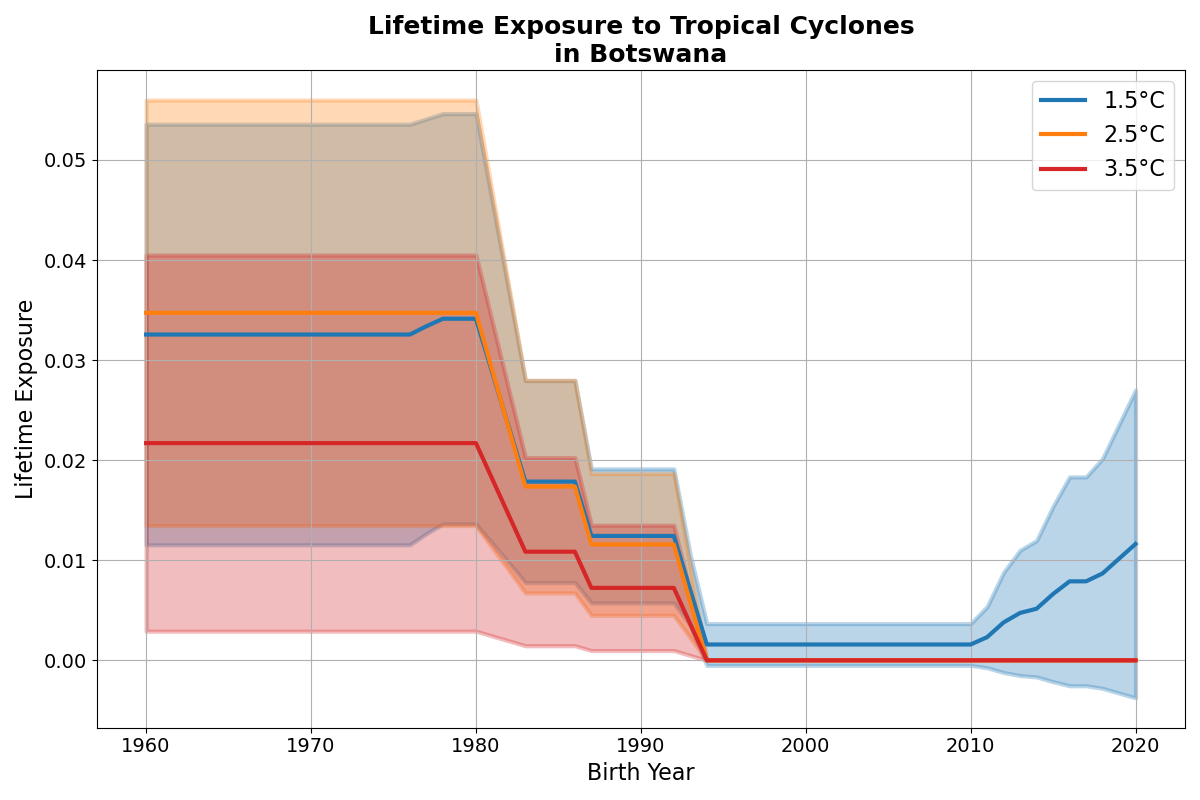 Lifetime Exposure to Tropical Cyclones
in Botswana
1.5°C
2.5°C
3.5°C
Lifetime Exposure
0.05
0.04
0.03
0.02
0.01
0.00
1960 1970 1980 1990 2000 2010 2020
Birth Year